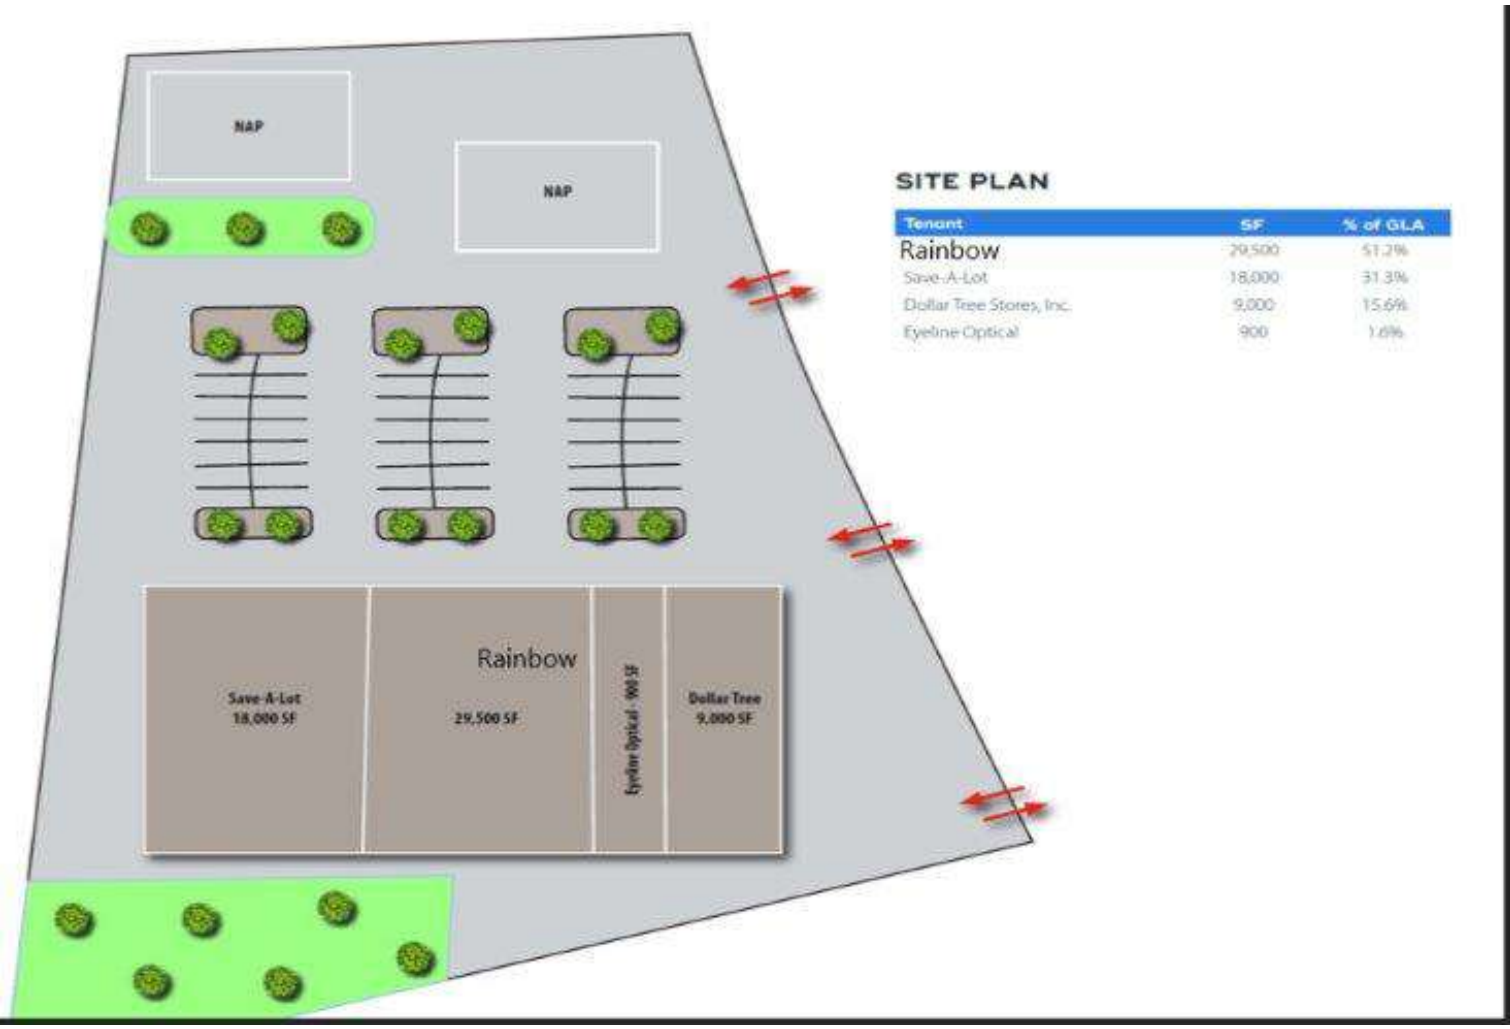 NAP
NAP
SITE PLAN
Tenant SF % of GLA
Rainbow 29,500 51.2%
Save-A-Lot 18,000 31.3%
Dollar Tree Stores, Inc. 9,000 15.6%
Eyeline Optical 900 1.6%
Rainbow
29,500 SF
Save-A-Lot
18,000 SF
Eyeline Optical - 900 SF
Dollar Tree
9,000 SF